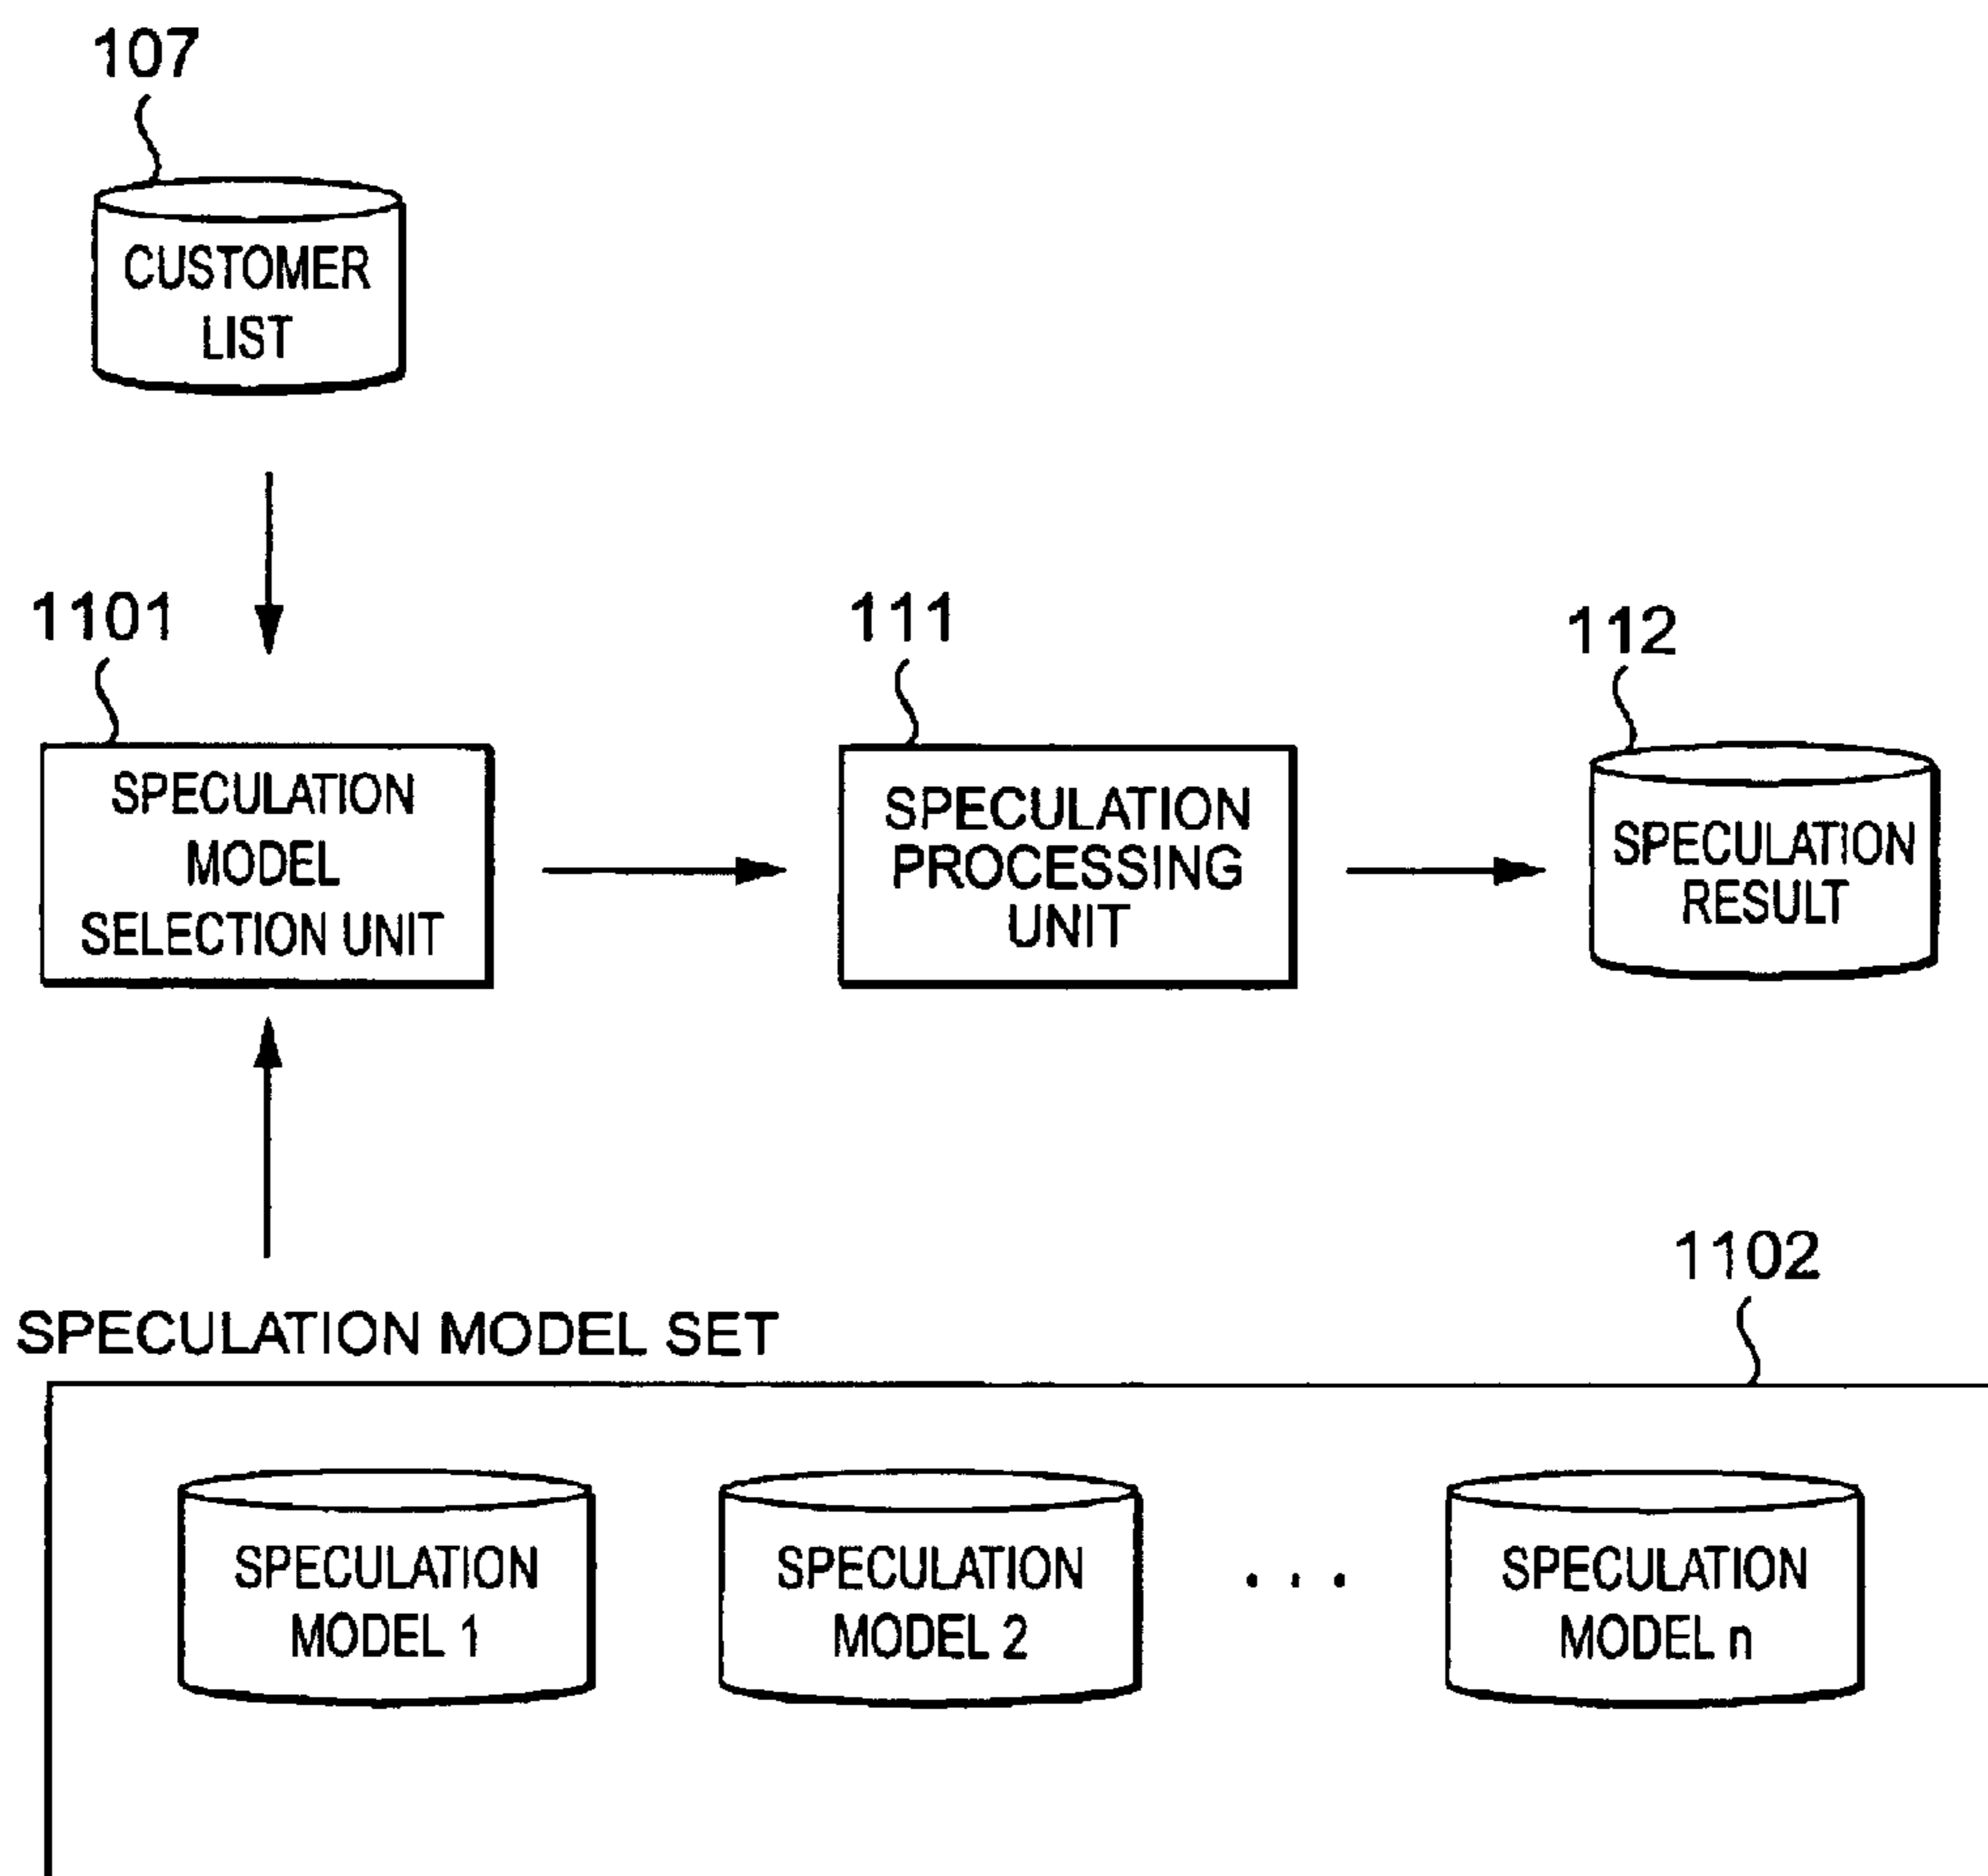 107
CUSTOMER
LIST
1101
SPECULATION
MODEL
SELECTION UNIT
111
SPECULATION
PROCESSING
UNIT
112
SPECULATION
RESULT
1102
SPECULATION MODEL SET
SPECULATION
MODEL 1
SPECULATION
MODEL 2
...
SPECULATION
MODEL n